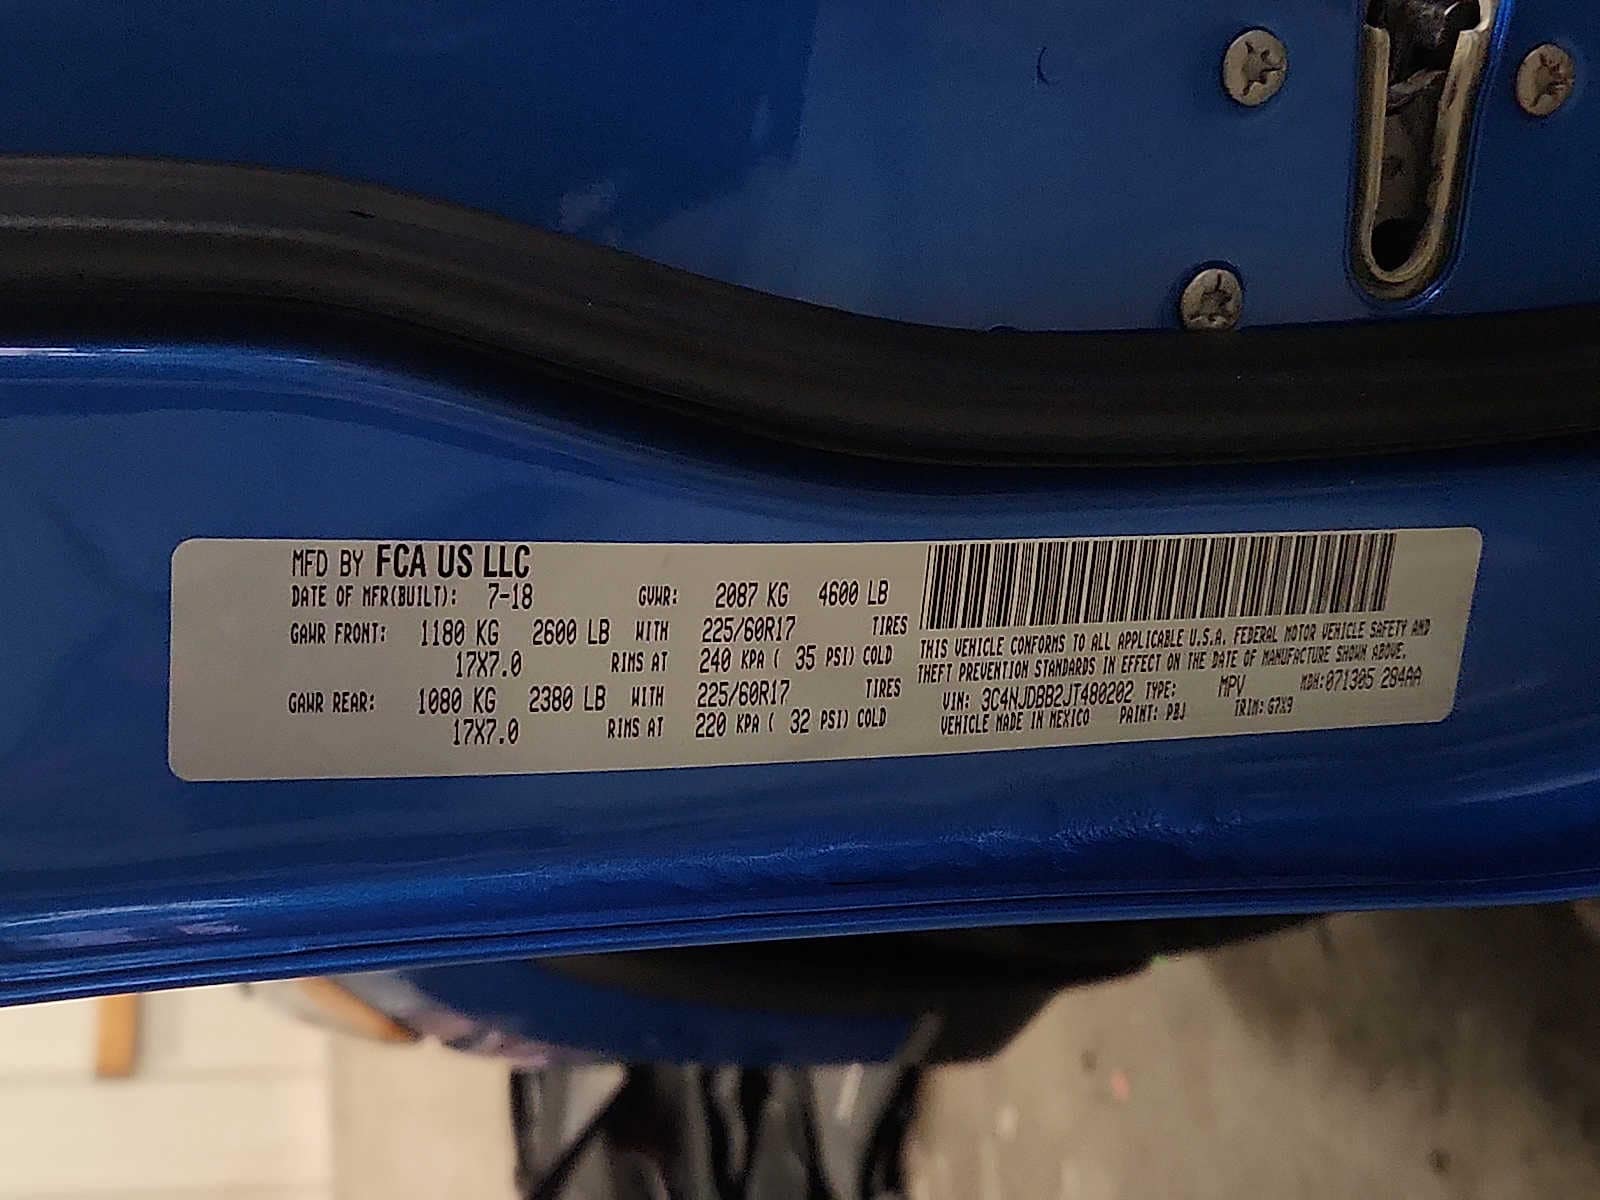 MFD BY FCA US LLC
DATE OF MFR(BUILT): 7-18 GVWR: 2087 KG 4600 LB
GAWR FRONT: 1180 KG 2600 LB WITH 225/60R17 TIRES
17X7.0 RIMS AT 240 KPA ( 35 PSI) COLD
GAWR REAR: 1080 KG 2380 LB WITH 225/60R17 TIRES
17X7.0 RIMS AT 220 KPA ( 32 PSI) COLD
THIS VEHICLE CONFORMS TO ALL APPLICABLE U.S.A. FEDERAL MOTOR VEHICLE SAFETY AND
THEFT PREVENTION STANDARDS IN EFFECT ON THE DATE OF MANUFACTURE SHOWN ABOVE.
VIN: 3C4NJDBB2JT480202 TYPE: MPV MDH:071305 284AA
VEHICLE MADE IN MEXICO PAINT: PBJ TRIM: G7X9